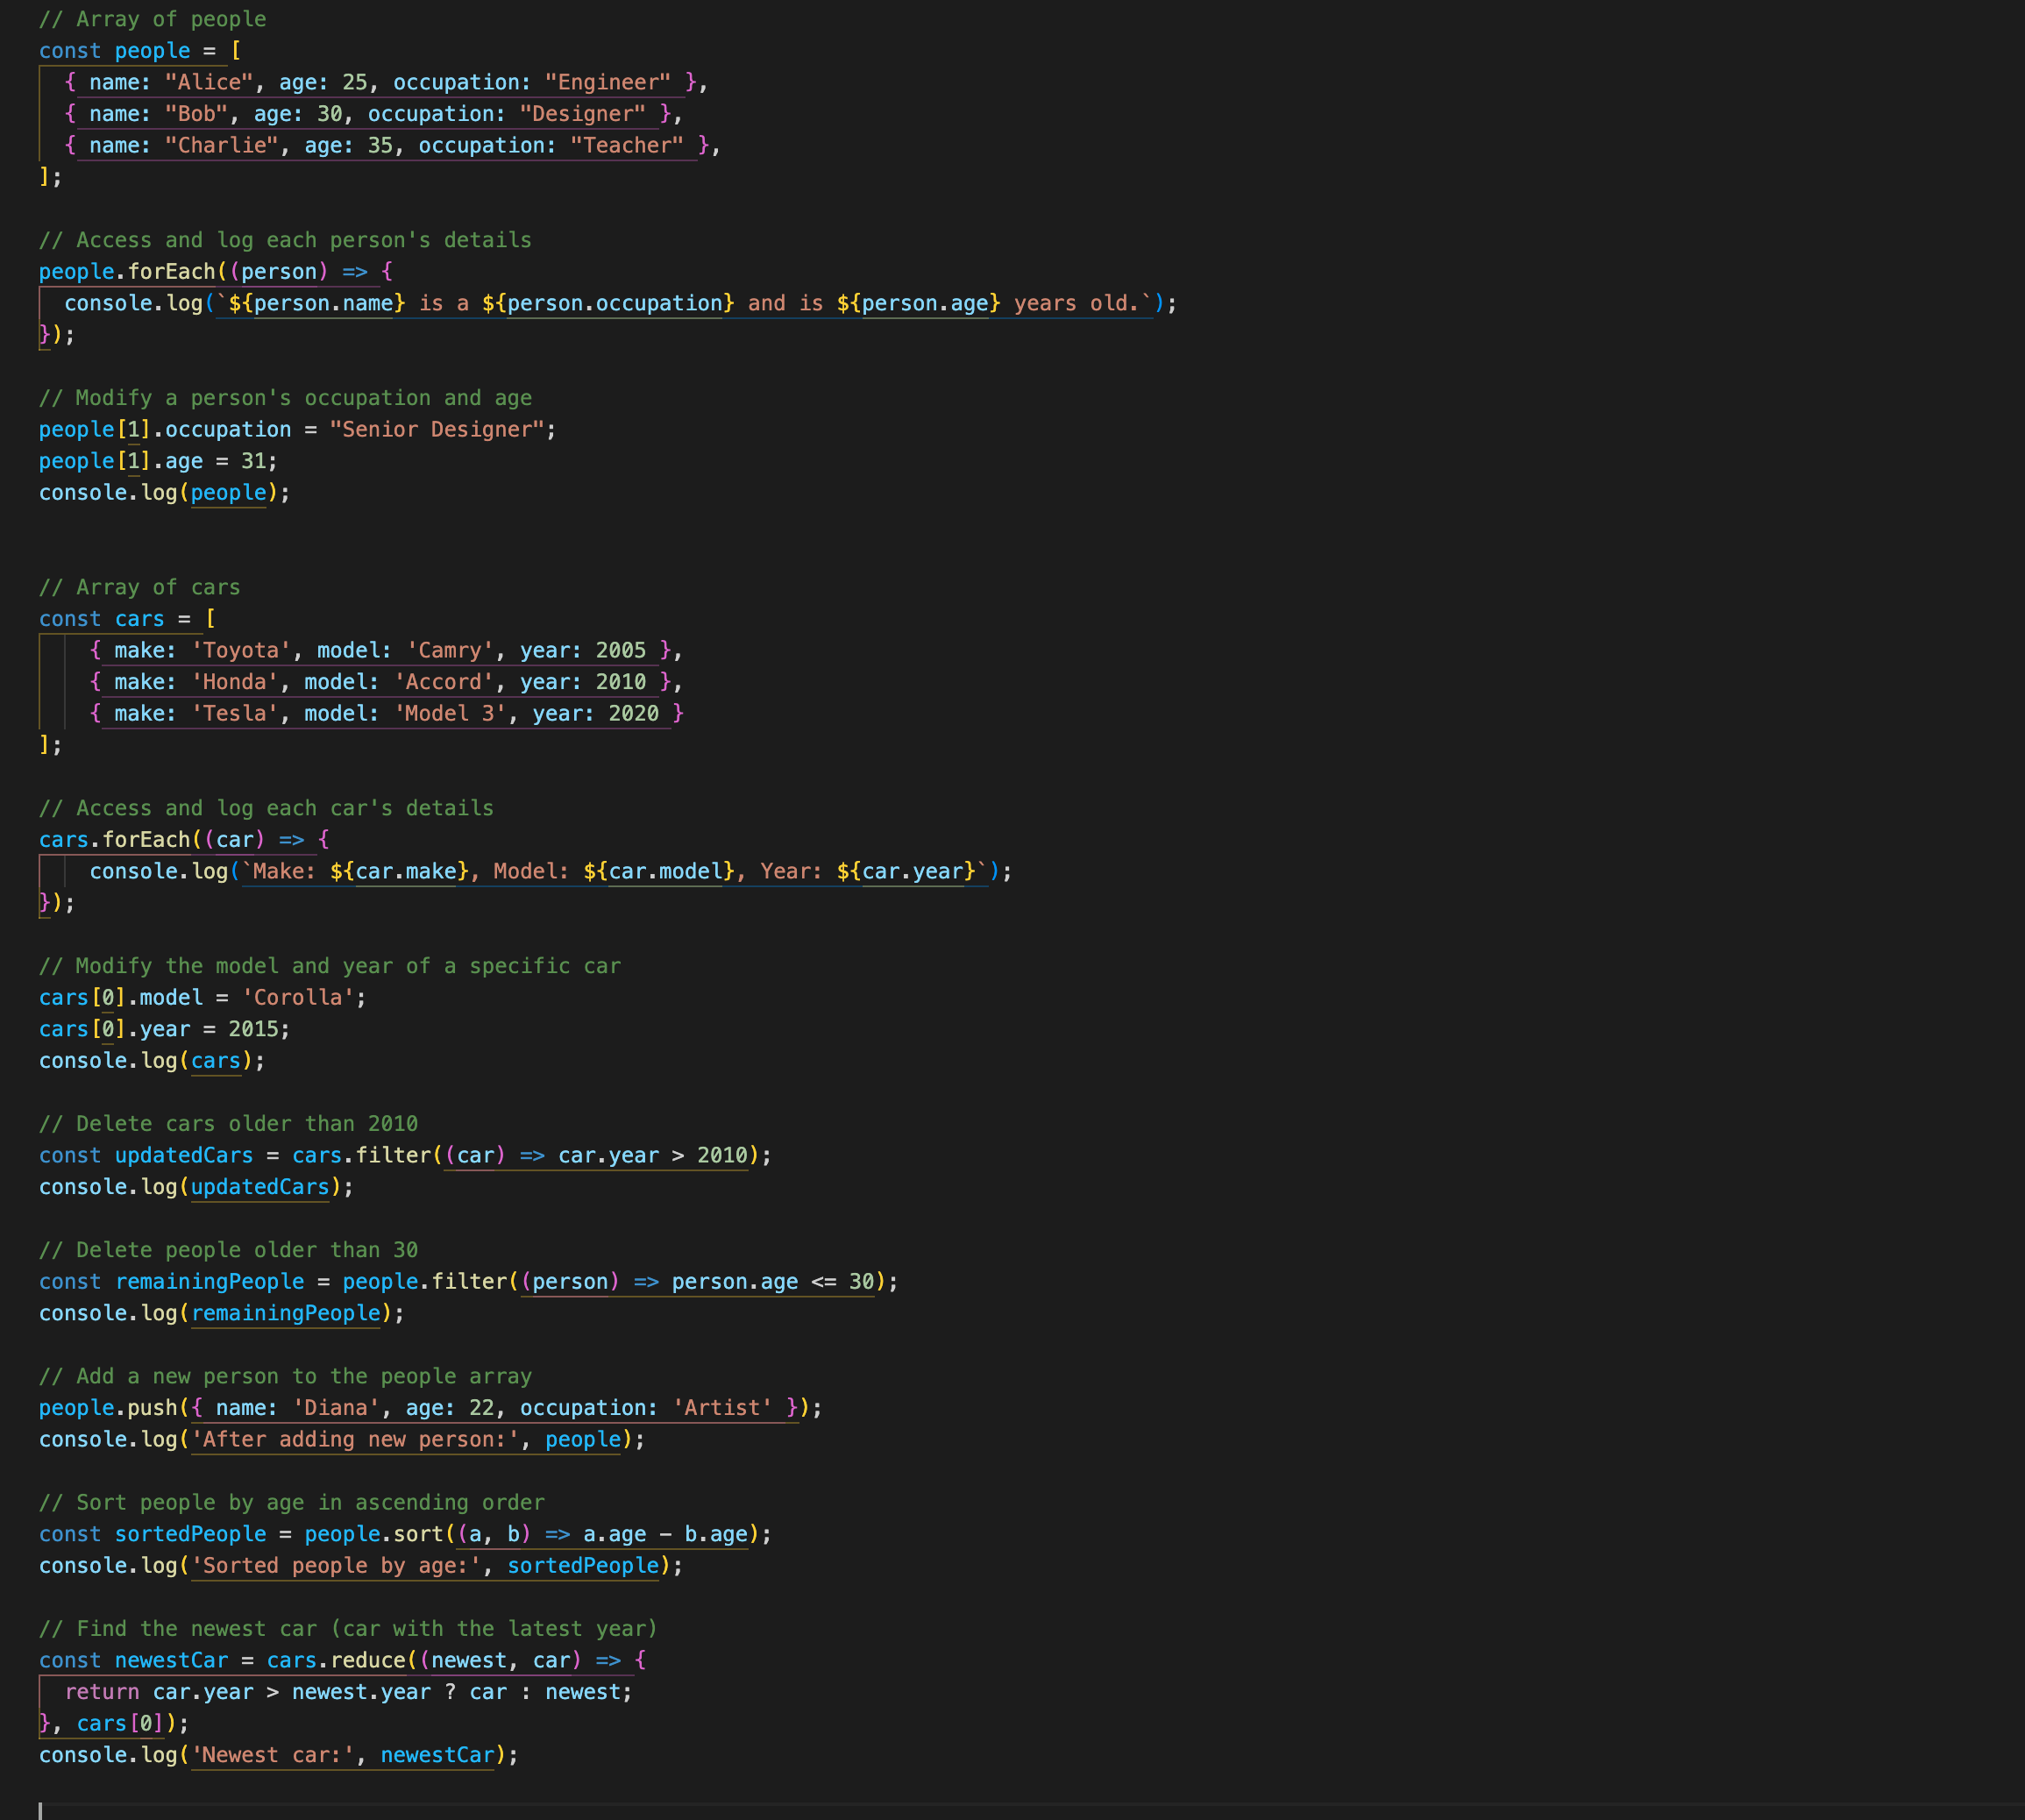 // Array of people
const people = [
  { name: "Alice", age: 25, occupation: "Engineer" },
  { name: "Bob", age: 30, occupation: "Designer" },
  { name: "Charlie", age: 35, occupation: "Teacher" },
];

// Access and log each person's details
people.forEach((person) => {
  console.log(`${person.name} is a ${person.occupation} and is ${person.age} years old.`);
});

// Modify a person's occupation and age
people[1].occupation = "Senior Designer";
people[1].age = 31;
console.log(people);


// Array of cars
const cars = [
    { make: 'Toyota', model: 'Camry', year: 2005 },
    { make: 'Honda', model: 'Accord', year: 2010 },
    { make: 'Tesla', model: 'Model 3', year: 2020 }
];

// Access and log each car's details
cars.forEach((car) => {
    console.log(`Make: ${car.make}, Model: ${car.model}, Year: ${car.year}`);
});

// Modify the model and year of a specific car
cars[0].model = 'Corolla';
cars[0].year = 2015;
console.log(cars);

// Delete cars older than 2010
const updatedCars = cars.filter((car) => car.year > 2010);
console.log(updatedCars);

// Delete people older than 30
const remainingPeople = people.filter((person) => person.age <= 30);
console.log(remainingPeople);

// Add a new person to the people array
people.push({ name: 'Diana', age: 22, occupation: 'Artist' });
console.log('After adding new person:', people);

// Sort people by age in ascending order
const sortedPeople = people.sort((a, b) => a.age - b.age);
console.log('Sorted people by age:', sortedPeople);

// Find the newest car (car with the latest year)
const newestCar = cars.reduce((newest, car) => {
  return car.year > newest.year ? car : newest;
}, cars[0]);
console.log('Newest car:', newestCar);